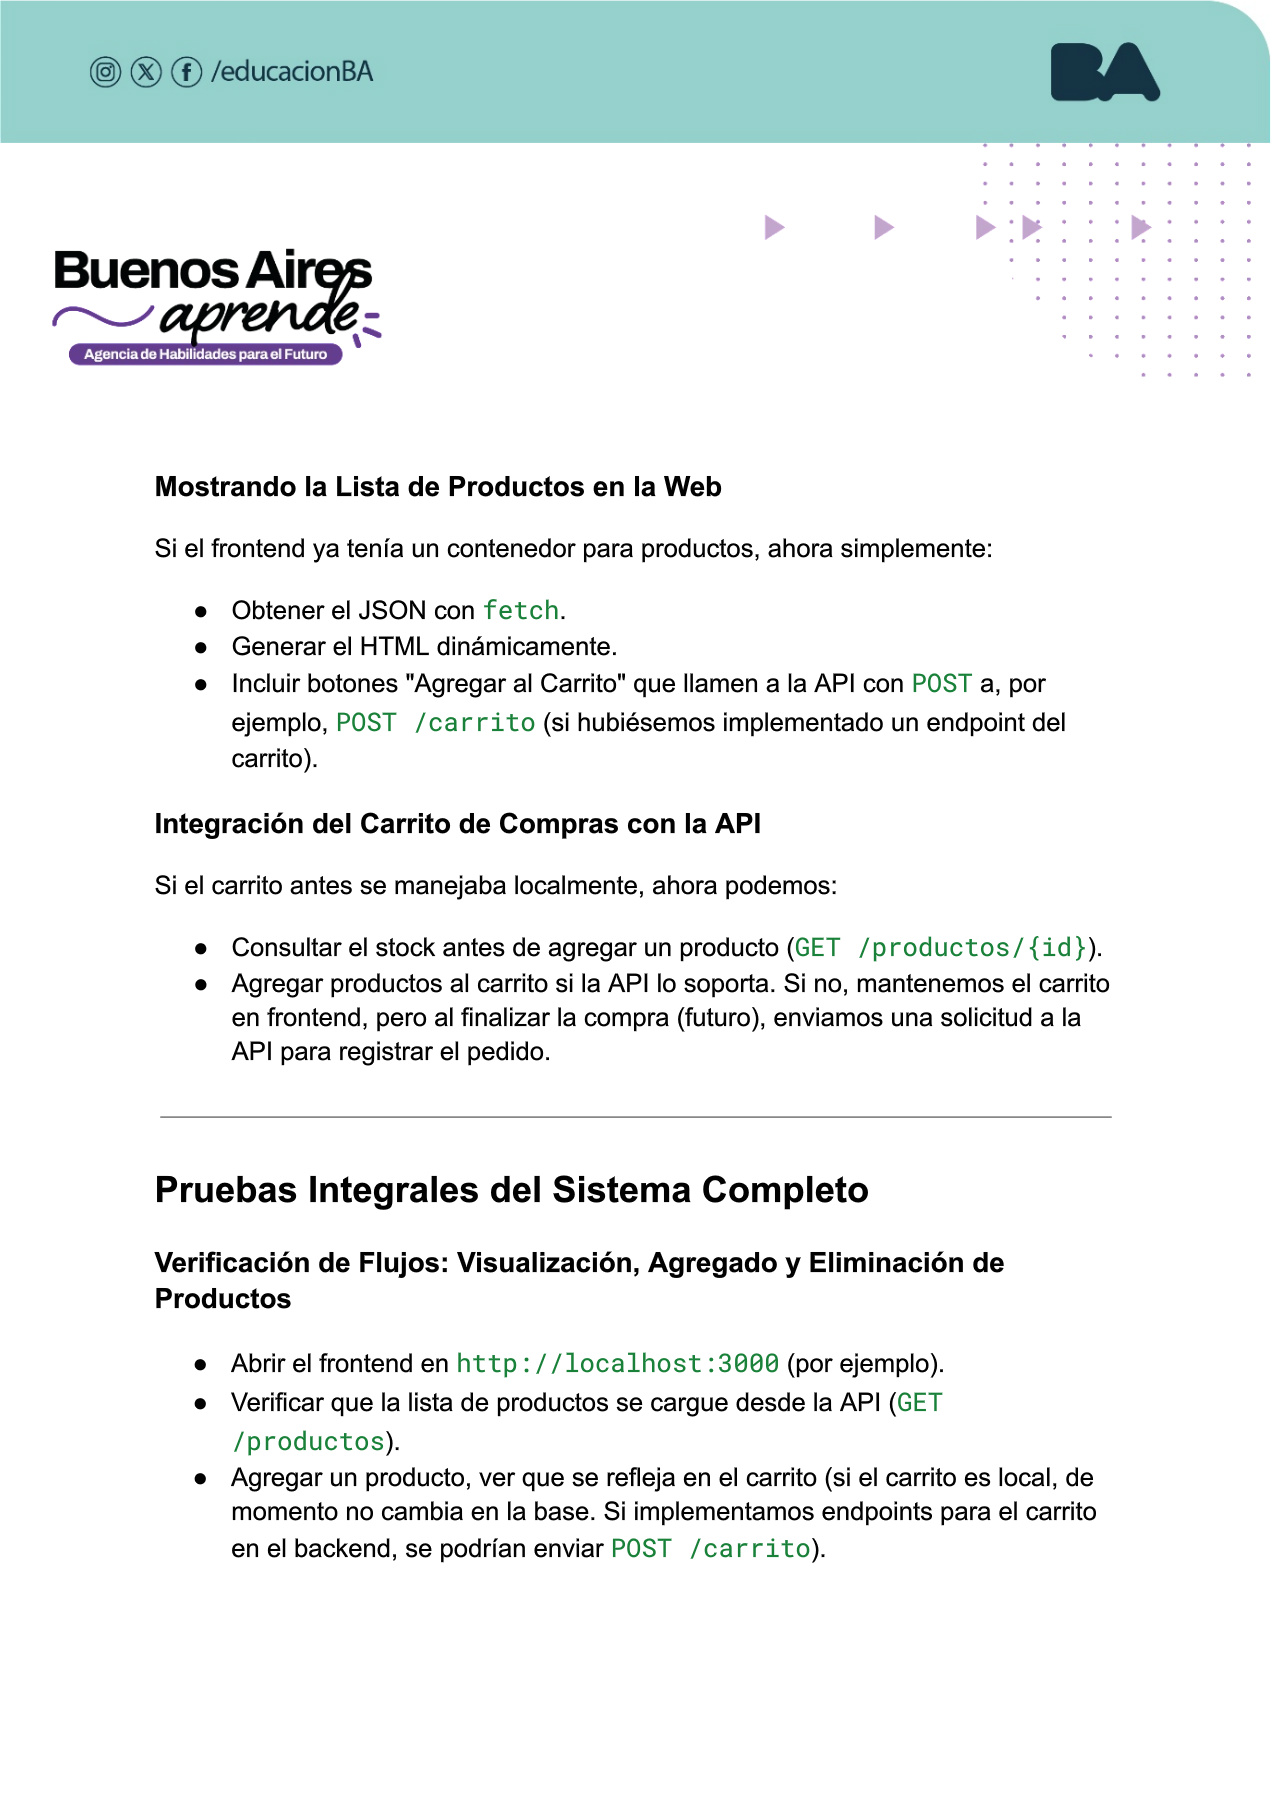 /educacionBA
BA
Buenos Aires
aprende
Agencia de Habilidades para el Futuro
Mostrando la Lista de Productos en la Web
Si el frontend ya tenía un contenedor para productos, ahora simplemente:
● Obtener el JSON con fetch.
● Generar el HTML dinámicamente.
● Incluir botones "Agregar al Carrito" que llamen a la API con POST a, por
ejemplo, POST /carrito (si hubiésemos implementado un endpoint del
carrito).
Integración del Carrito de Compras con la API
Si el carrito antes se manejaba localmente, ahora podemos:
● Consultar el stock antes de agregar un producto (GET /productos/{id}).
● Agregar productos al carrito si la API lo soporta. Si no, mantenemos el carrito
en frontend, pero al finalizar la compra (futuro), enviamos una solicitud a la
API para registrar el pedido.
Pruebas Integrales del Sistema Completo
Verificación de Flujos: Visualización, Agregado y Eliminación de
Productos
● Abrir el frontend en http://localhost:3000 (por ejemplo).
● Verificar que la lista de productos se cargue desde la API (GET
/productos).
● Agregar un producto, ver que se refleja en el carrito (si el carrito es local, de
momento no cambia en la base. Si implementamos endpoints para el carrito
en el backend, se podrían enviar POST /carrito).